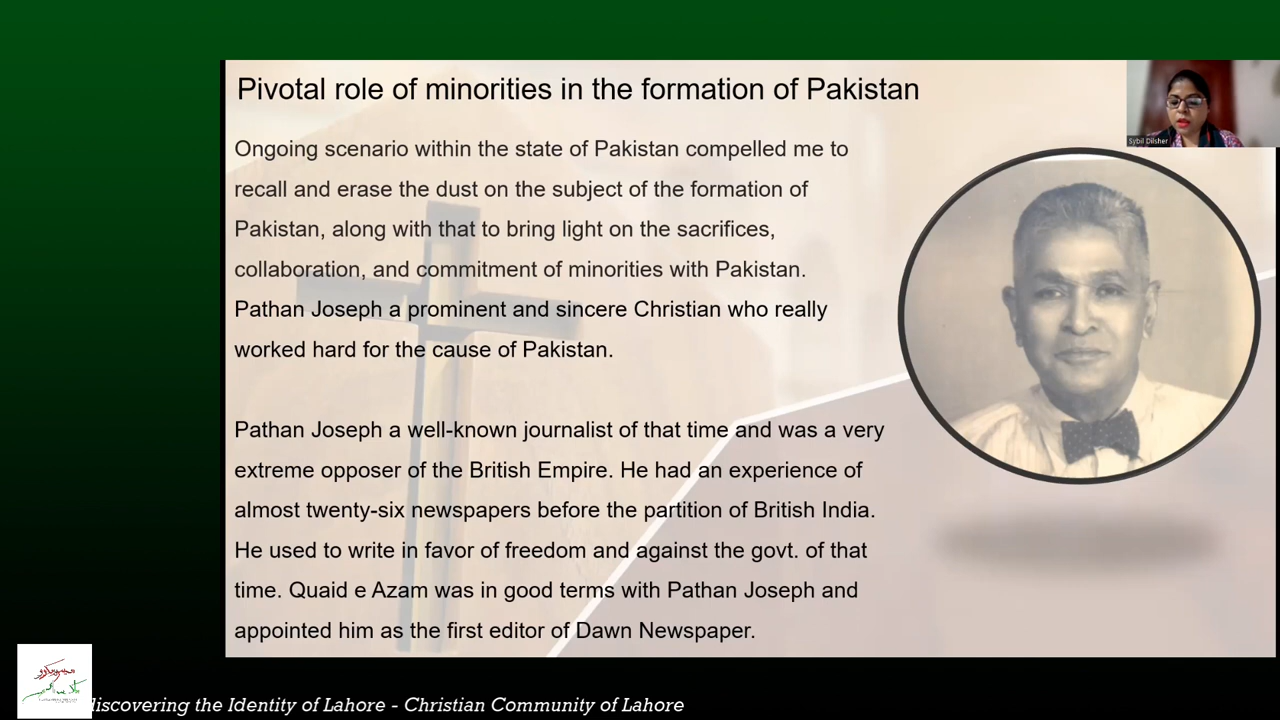 Pivotal role of minorities in the formation of Pakistan
Sybil Dilsher
Ongoing scenario within the state of Pakistan compelled me to
recall and erase the dust on the subject of the formation of
Pakistan, along with that to bring light on the sacrifices,
collaboration, and commitment of minorities with Pakistan.
Pathan Joseph a prominent and sincere Christian who really
worked hard for the cause of Pakistan.
Pathan Joseph a well-known journalist of that time and was a very
extreme opposer of the British Empire. He had an experience of
almost twenty-six newspapers before the partition of British India.
He used to write in favor of freedom and against the govt. of that
time. Quaid e Azam was in good terms with Pathan Joseph and
appointed him as the first editor of Dawn Newspaper.
discovering the Identity of Lahore - Christian Community of Lahore